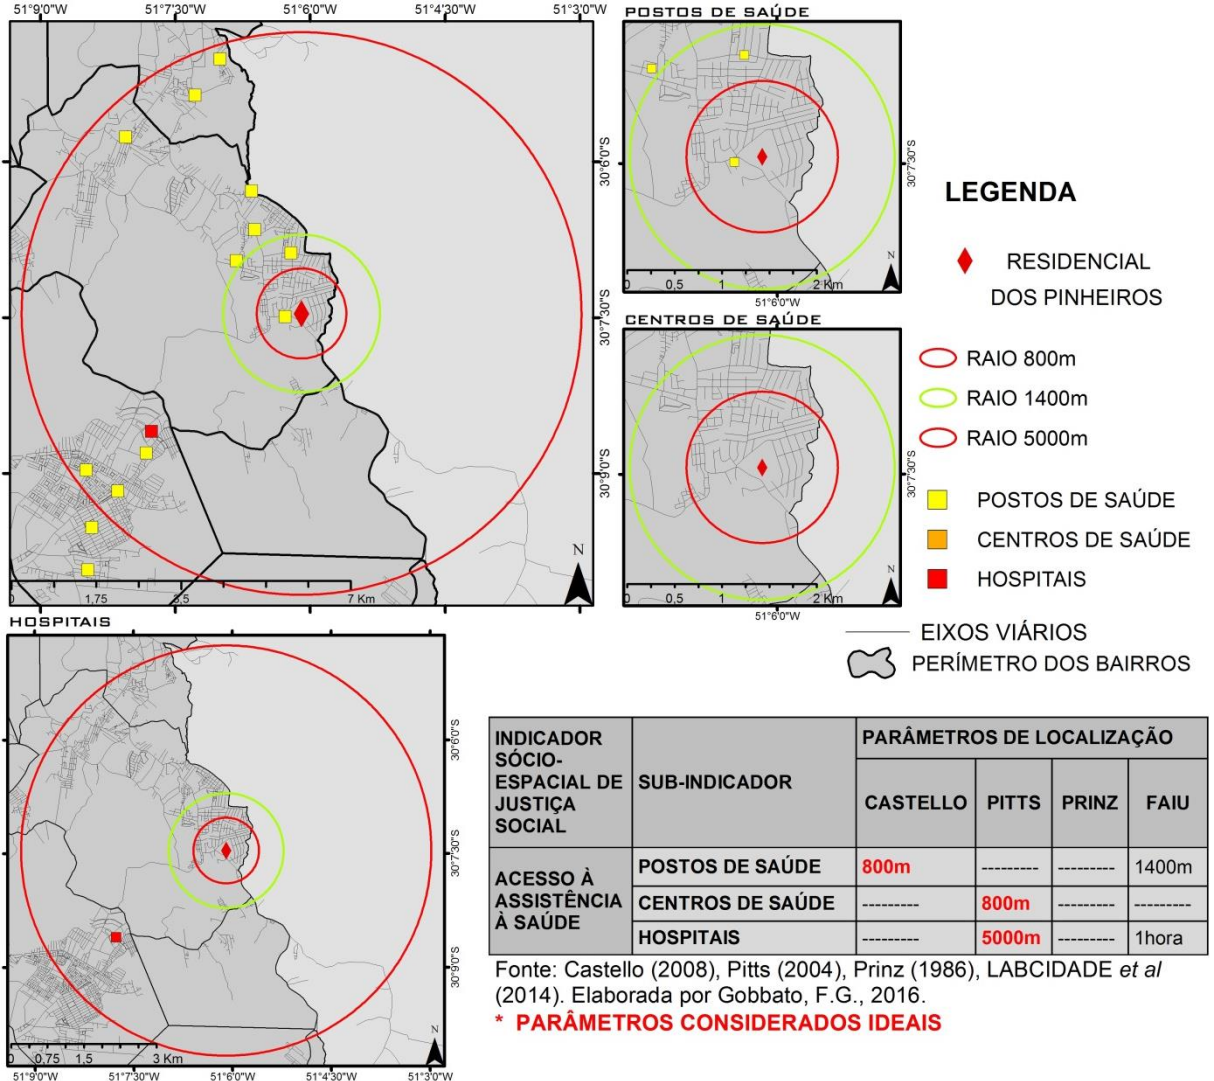 51°9'0"W 51°7'30"W 51°6'0"W 51°4'30"W 51°3'0"W
30°6'0"S
30°7'30"S
30°9'0"S
N
0 1,75 3,5 7 Km
POSTOS DE SAÚDE
30°7'30"S
N
0 0,5 1 2 Km
51°6'0"W
CENTROS DE SAÚDE
30°7'30"S
N
0 0,5 1 2 Km
51°6'0"W
LEGENDA
RESIDENCIAL
DOS PINHEIROS
RAIO 800m
RAIO 1400m
RAIO 5000m
POSTOS DE SAÚDE
CENTROS DE SAÚDE
HOSPITAIS
EIXOS VIÁRIOS
PERÍMETRO DOS BAIRROS
HOSPITAIS
30°6'0"S
30°7'30"S
30°9'0"S
N
0 0,75 1,5 3 Km
51°9'0"W 51°7'30"W 51°6'0"W 51°4'30"W 51°3'0"W
INDICADOR
SÓCIO-
ESPACIAL DE
JUSTIÇA
SOCIAL
SUB-INDICADOR
PARÂMETROS DE LOCALIZAÇÃO
CASTELLO PITTS PRINZ FAIU
ACESSO À
ASSISTÊNCIA
À SAÚDE
POSTOS DE SAÚDE 800m --------- --------- 1400m
CENTROS DE SAÚDE --------- 800m --------- ---------
HOSPITAIS --------- 5000m --------- 1hora
Fonte: Castello (2008), Pitts (2004), Prinz (1986), LABCIDADE et al
(2014). Elaborada por Gobbato, F.G., 2016.
* PARÂMETROS CONSIDERADOS IDEAIS